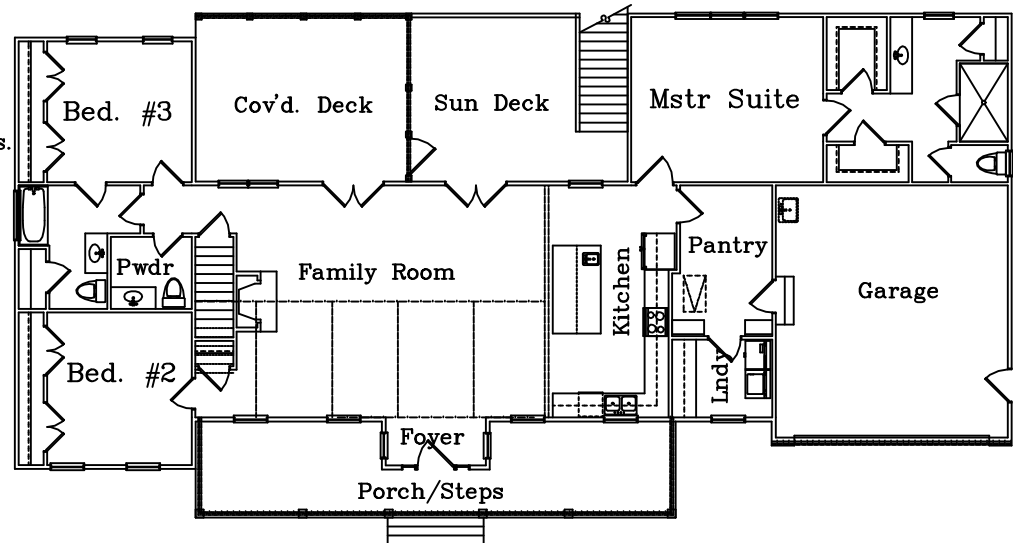 Bed. #3
Cov'd. Deck
Sun Deck
Mstr Suite
s.
Pwdr
Family Room
Kitchen
Pantry
Garage
Bed. #2
Lndy
Foyer
Porch/Steps